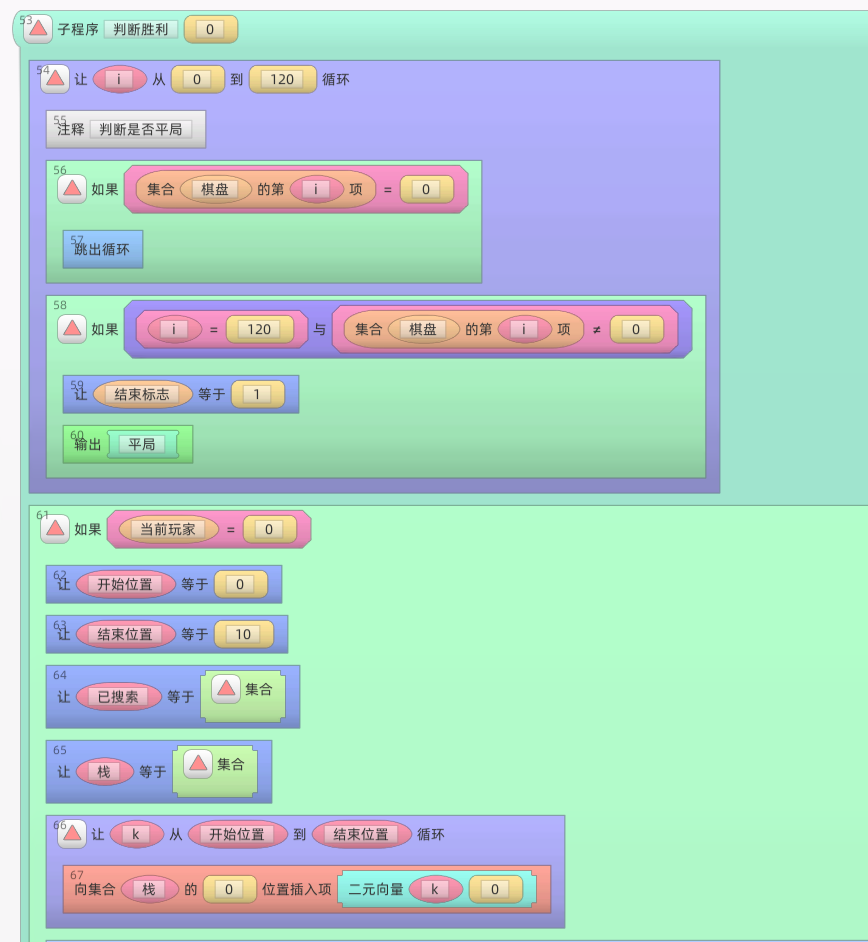 53 子程序 判断胜利 0
54 让 i 从 0 到 120 循环
55 注释 判断是否平局
56 如果 集合 棋盘 的第 i 项 = 0
57 跳出循环
58 如果 i = 120 与 集合 棋盘 的第 i 项 ≠ 0
59 让 结束标志 等于 1
60 输出 平局
61 如果 当前玩家 = 0
62 让 开始位置 等于 0
63 让 结束位置 等于 10
64 让 已搜索 等于 集合
65 让 栈 等于 集合
66 让 k 从 开始位置 到 结束位置 循环
67 向集合 栈 的 0 位置插入项 二元向量 k 0